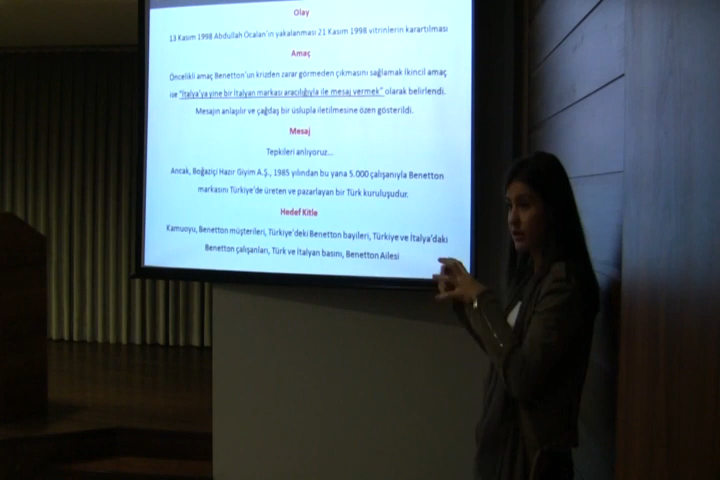 Olay
13 Kasım 1998 Abdullah Öcalan'ın yakalanması 21 Kasım 1998 vitrinlerin karartılması
Amaç
Öncelikli amaç Benetton'un krizden zarar görmeden çıkmasını sağlamak İkincil amaç
ise "İtalya'ya yine bir İtalyan markası aracılığıyla ile mesaj vermek" olarak belirlendi.
Mesajın anlaşılır ve çağdaş bir üslupla iletilmesine özen gösterildi.
Mesaj
Tepkileri anlıyoruz...
Ancak, Boğaziçi Hazır Giyim A.Ş., 1985 yılından bu yana 5.000 çalışanıyla Benetton
markasını Türkiye'de üreten ve pazarlayan bir Türk kuruluşudur.
Hedef Kitle
Kamuoyu, Benetton müşterileri, Türkiye'deki Benetton bayileri, Türkiye ve İtalya'daki
Benetton çalışanları, Türk ve İtalyan basını, Benetton Ailesi